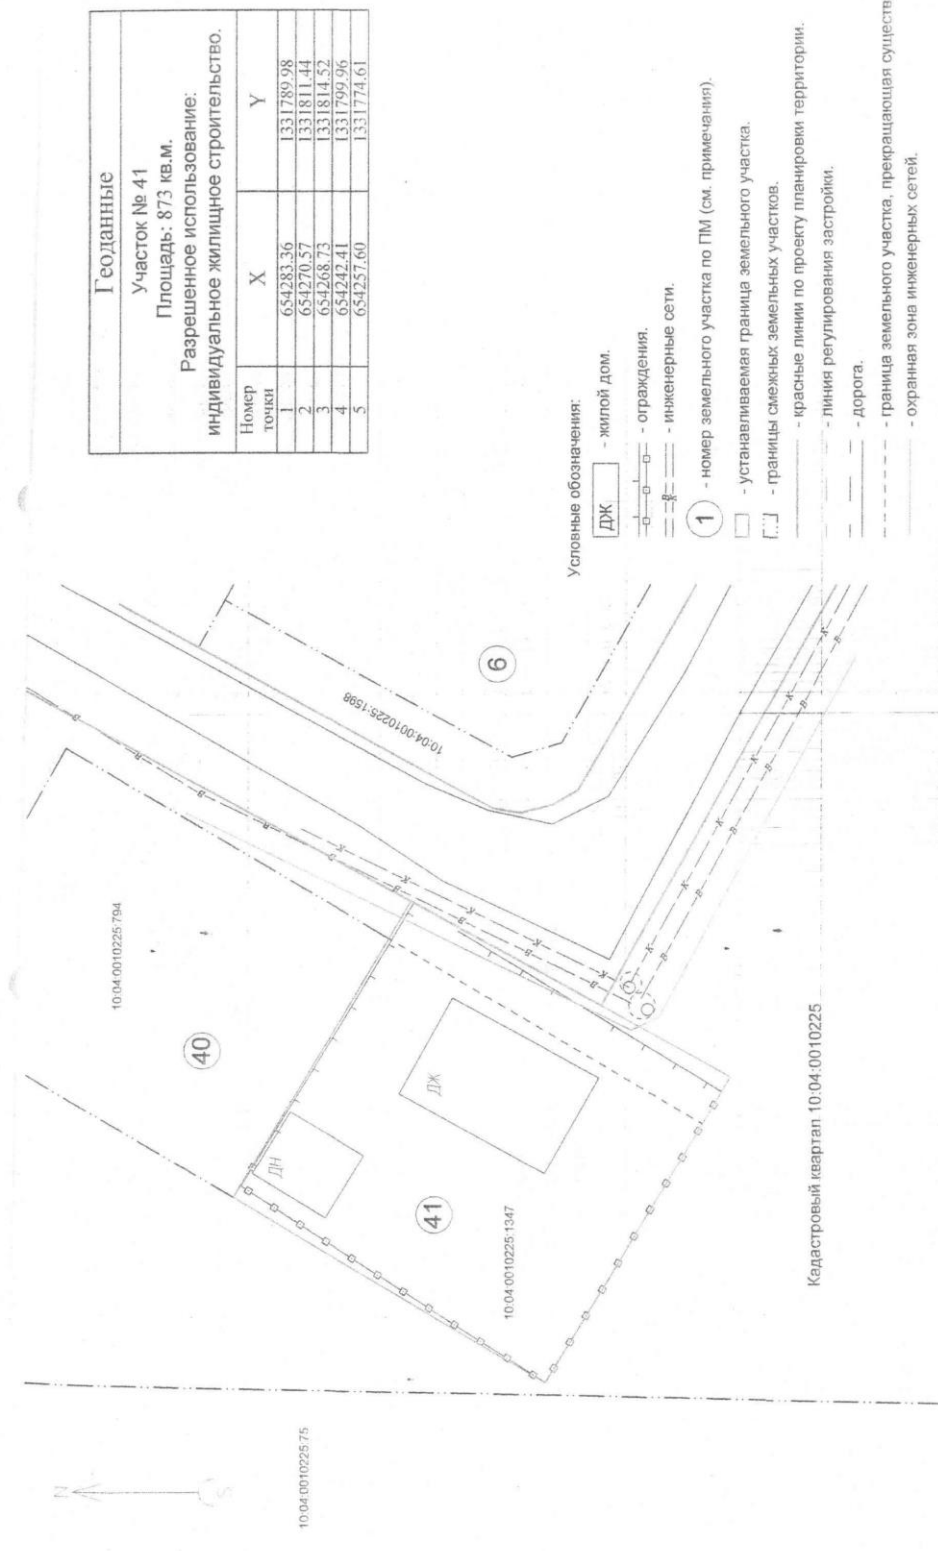 Геоданные
Участок № 41
Площадь: 873 кв.м.
Разрешенное использование:
индивидуальное жилищное строительство.
Номер точки X Y
1 654283.36 1331789.98
2 654270.57 1331811.44
3 654268.73 1331814.52
4 654242.41 1331799.96
5 654257.60 1331774.61
Условные обозначения:
ДЖ - жилой дом.
- ограждения.
- инженерные сети.
1 - номер земельного участка по ПМ (см. примечания).
- устанавливаемая граница земельного участка.
- границы смежных земельных участков.
- красные линии по проекту планировки территории.
- линия регулирования застройки.
- дорога.
- граница земельного участка, прекращающая существ
- охранная зона инженерных сетей.
N
S
10:04:0010225:75
10:04:0010225:794
40
ДН
ДЖ
41
10:04:0010225:1347
10:04:0010225:1598
6
Кадастровый квартал 10:04:0010225